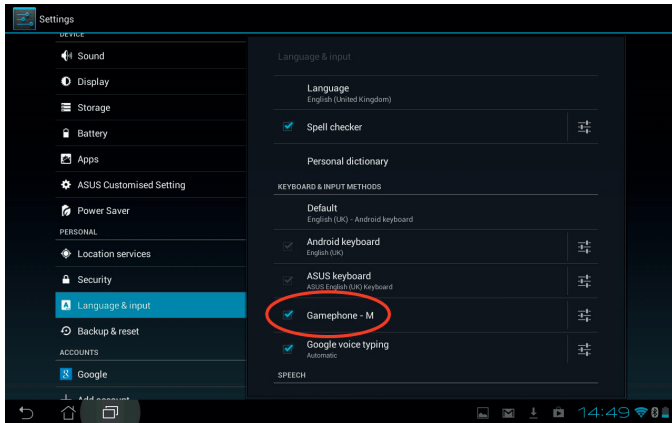 Settings
DEVICE
Sound
Display
Storage
Battery
Apps
ASUS Customised Setting
Power Saver
PERSONAL
Location services
Security
Language & input
Backup & reset
ACCOUNTS
Google
Add account
Language & input
Language
English (United Kingdom)
Spell checker
Personal dictionary
KEYBOARD & INPUT METHODS
Default
English (UK) - Android keyboard
Android keyboard
English (UK)
ASUS keyboard
ASUS English (UK) Keyboard
Gamephone - M
Google voice typing
Automatic
SPEECH
14:49